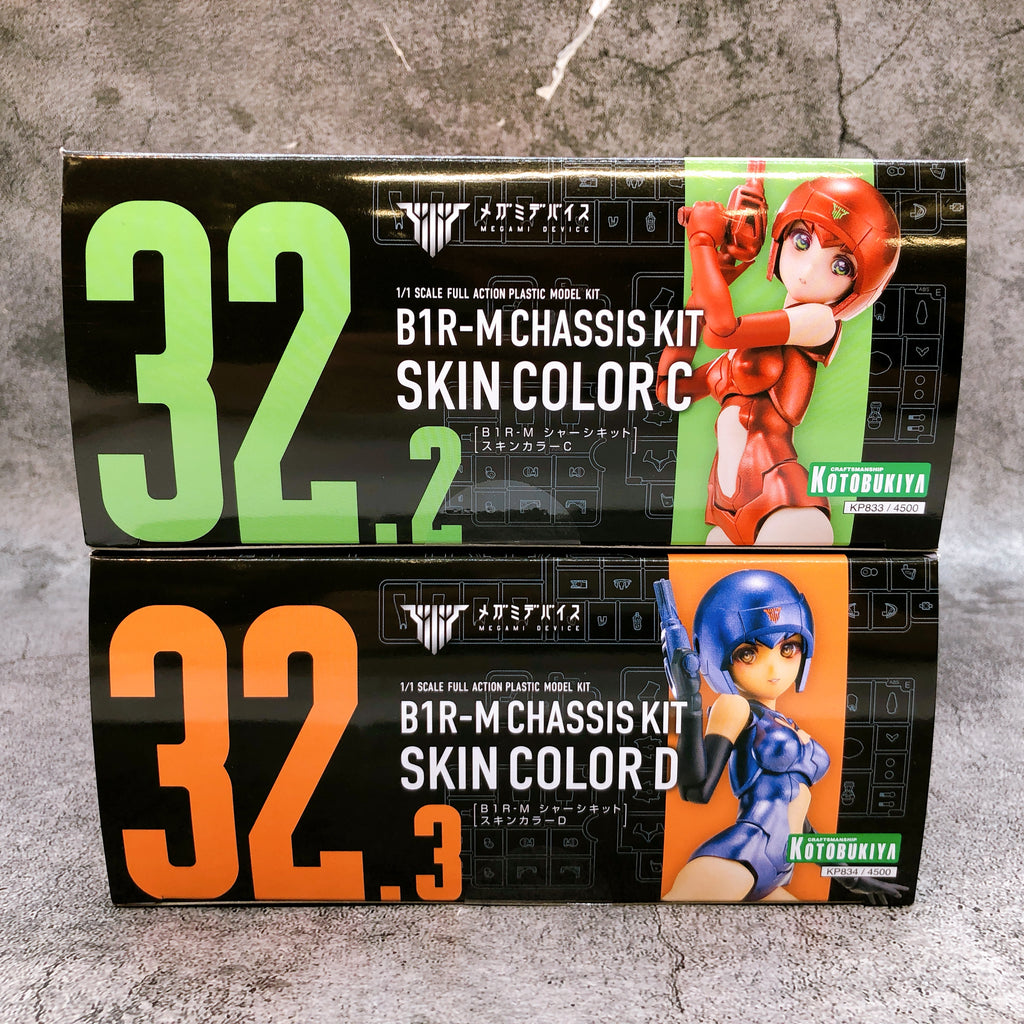 32.2
メガミデバイス
MEGAMI DEVICE
1/1 SCALE FULL ACTION PLASTIC MODEL KIT
B1R-M CHASSIS KIT
SKIN COLOR C
[B1R-M シャーシキット]
[スキンカラーC]
CRAFTSMANSHIP
KOTOBUKIYA
KP833 / 4500
32.3
メガミデバイス
MEGAMI DEVICE
1/1 SCALE FULL ACTION PLASTIC MODEL KIT
B1R-M CHASSIS KIT
SKIN COLOR D
[B1R-M シャーシキット]
[スキンカラーD]
CRAFTSMANSHIP
KOTOBUKIYA
KP834 / 4500